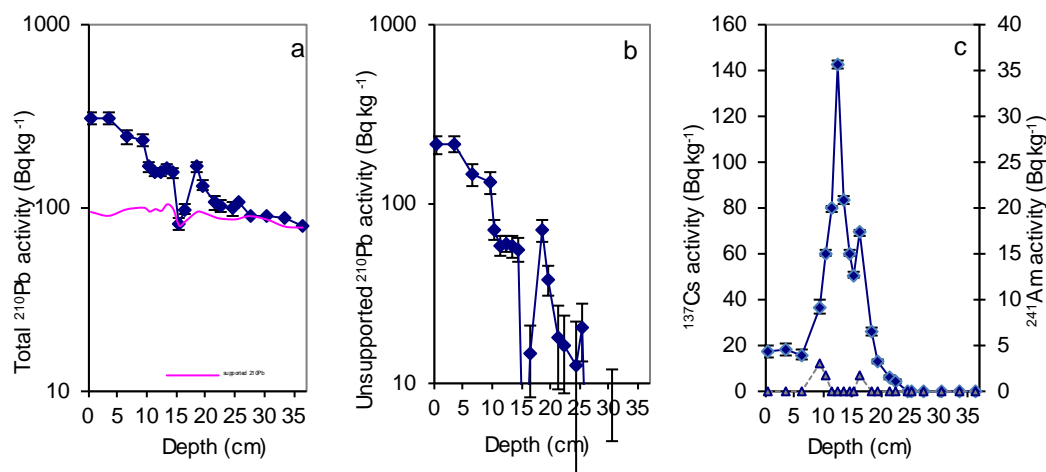 a
1000
100
10
Total ²¹⁰Pb activity (Bq kg⁻¹)
supported 210Pb
0 5 10 15 20 25 30 35
Depth (cm)
b
1000
100
10
Unsupported ²¹⁰Pb activity (Bq kg⁻¹)
0 5 10 15 20 25 30 35
Depth (cm)
c
160
140
120
100
80
60
40
20
0
¹³⁷Cs activity (Bq kg⁻¹)
40
35
30
25
20
15
10
5
0
²⁴¹Am activity (Bq kg⁻¹)
0 5 10 15 20 25 30 35
Depth (cm)